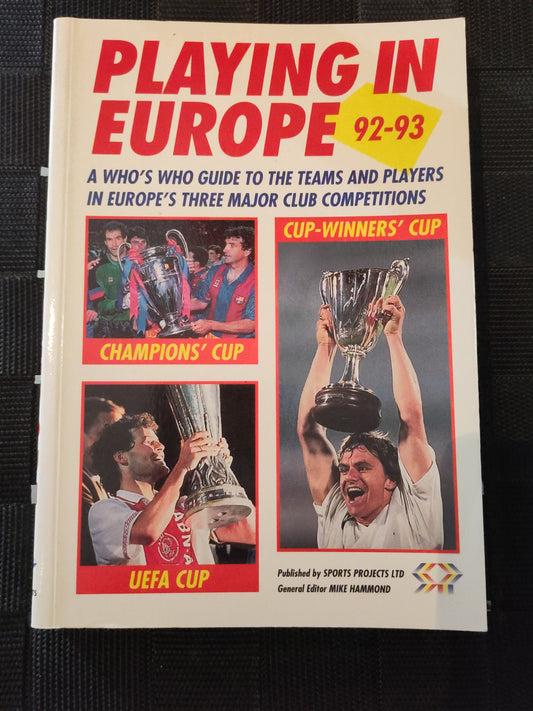 PLAYING IN
EUROPE 92-93
A WHO'S WHO GUIDE TO THE TEAMS AND PLAYERS
IN EUROPE'S THREE MAJOR CLUB COMPETITIONS
CHAMPIONS' CUP
CUP-WINNERS' CUP
ABN-A
UEFA CUP
Published by SPORTS PROJECTS LTD
General Editor MIKE HAMMOND